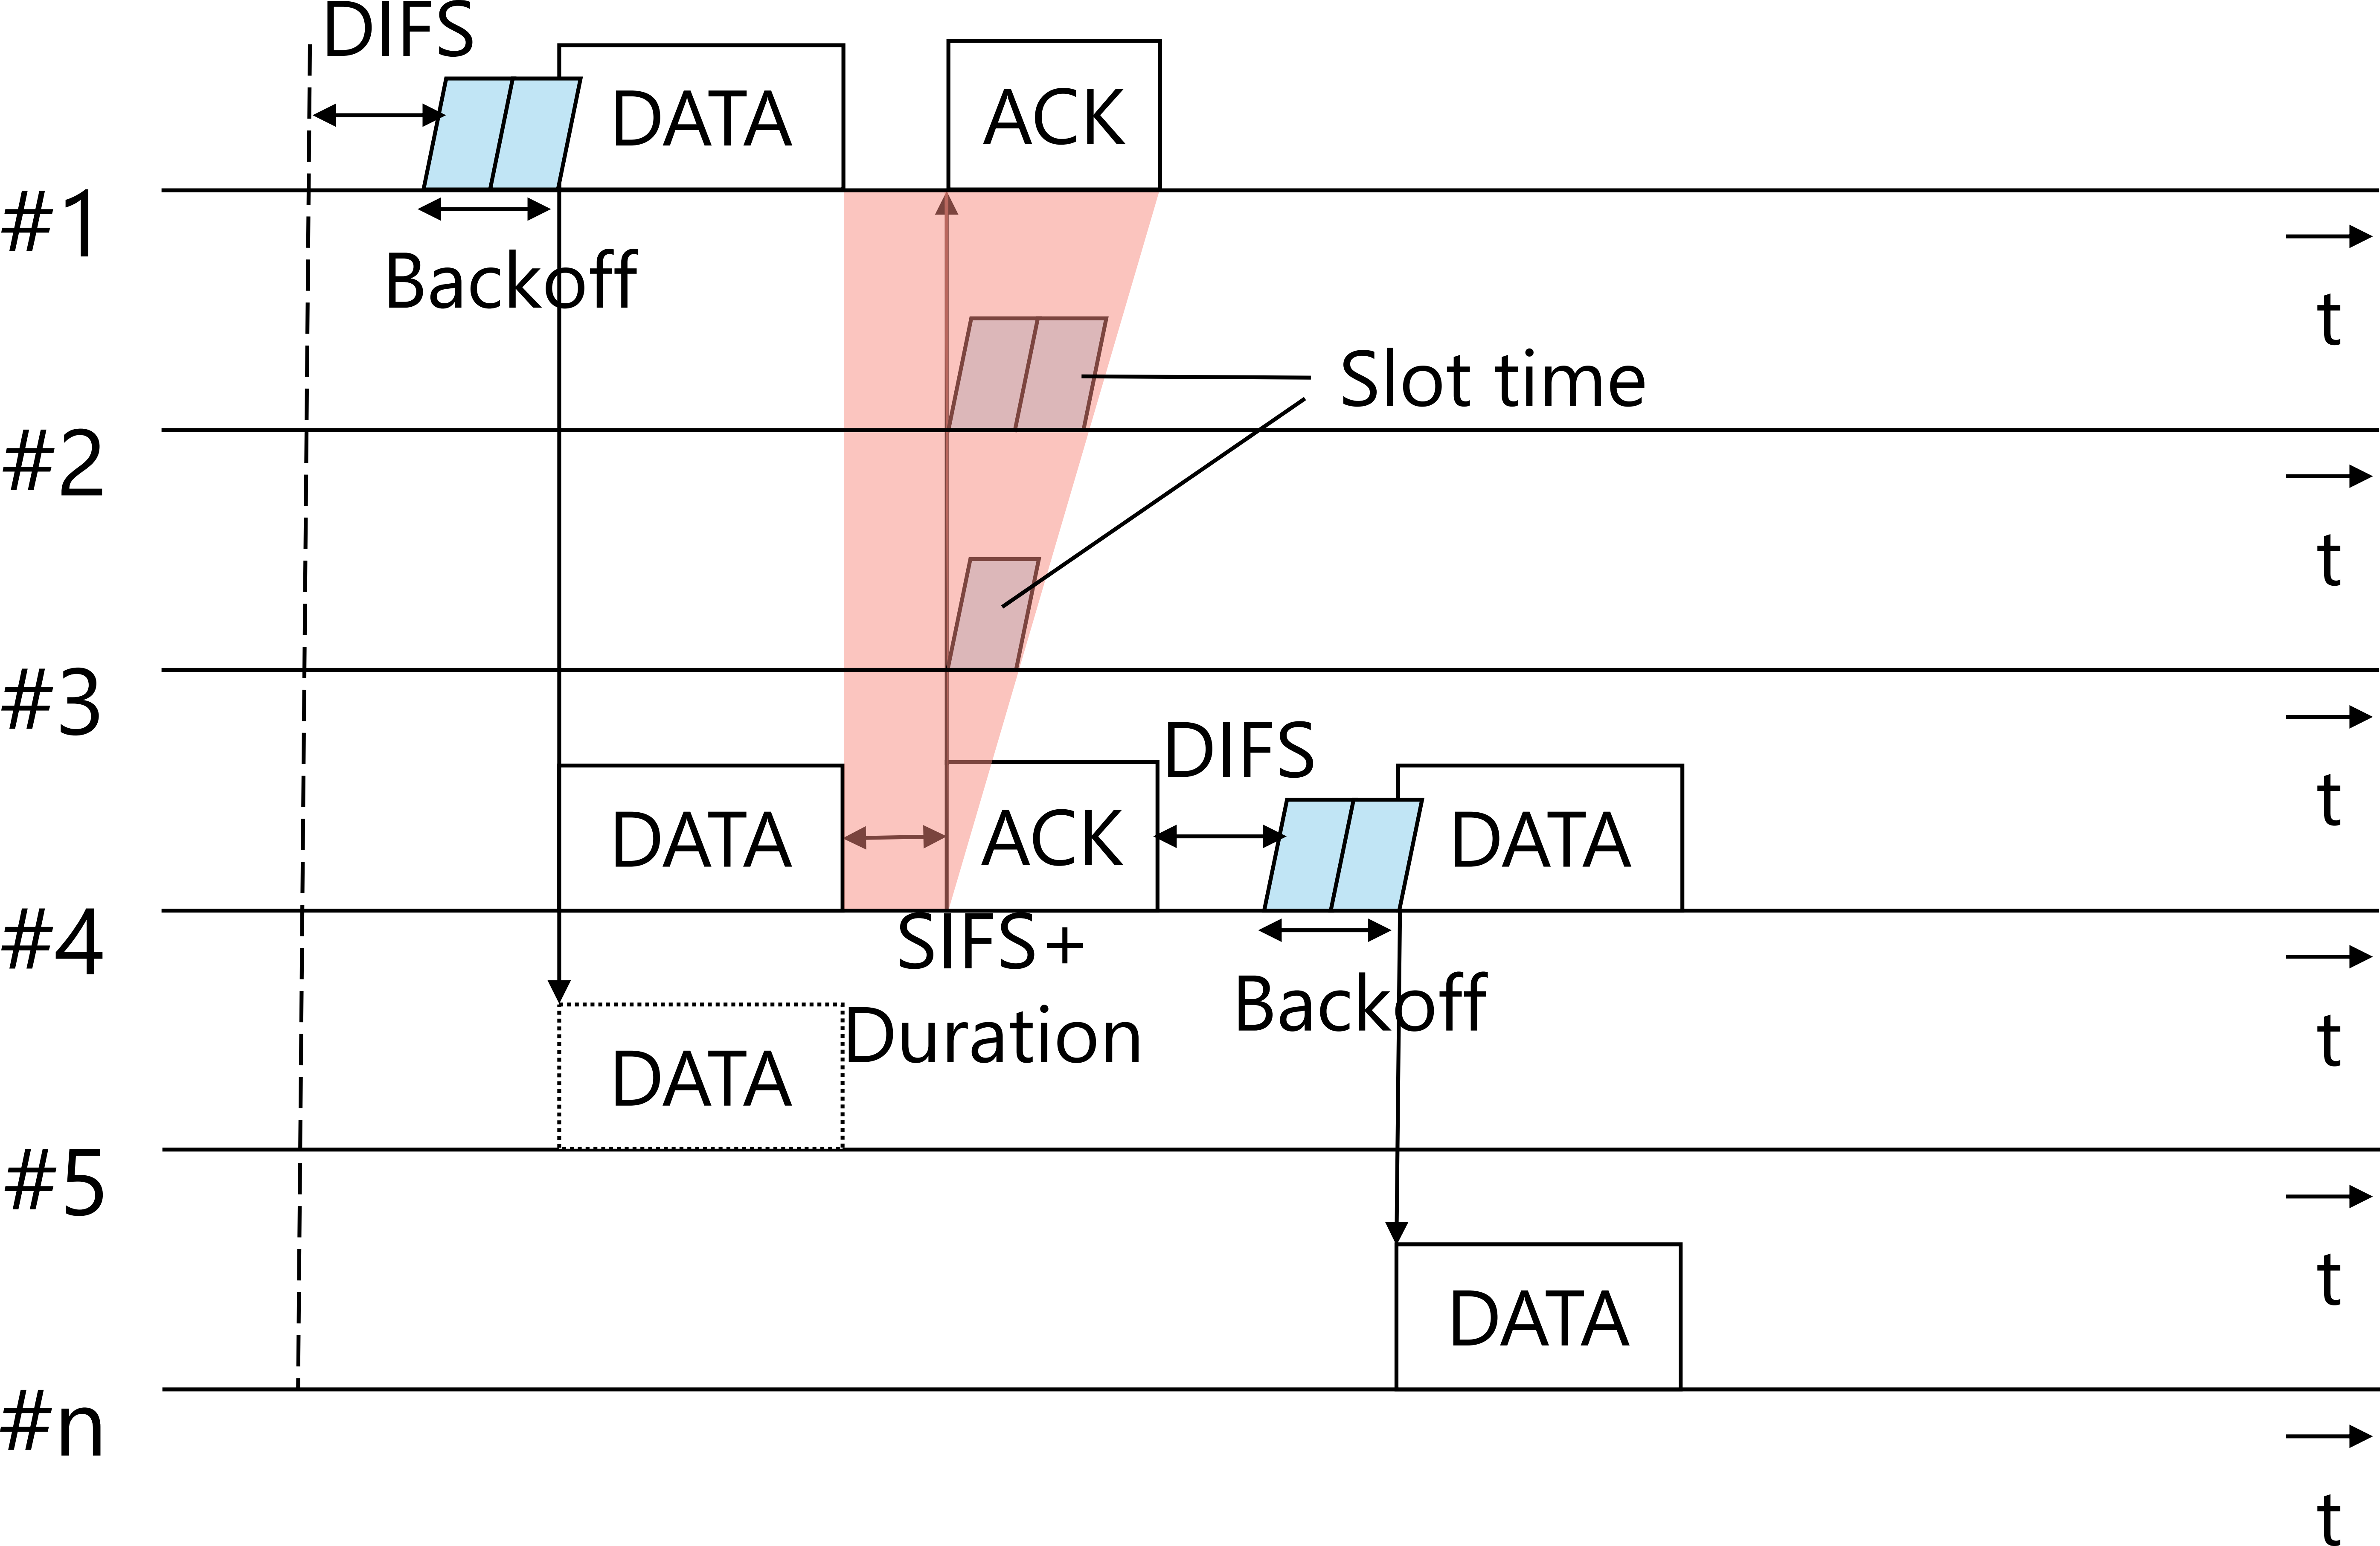 DIFS
DATA
ACK
#1
Backoff
t
Slot time
#2
t
#3
DIFS
t
DATA
ACK
DATA
#4
SIFS+
Duration
Backoff
t
DATA
#5
t
DATA
#n
t